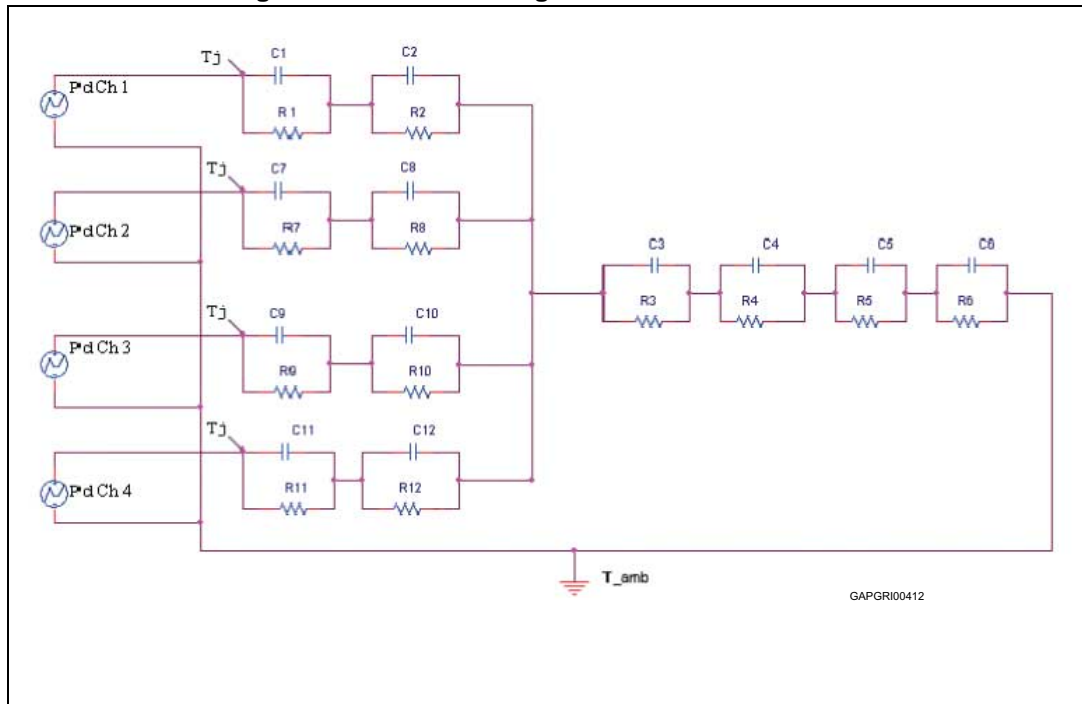 Tj
C1
C2
PdCh1
R1
R2
Tj
C7
C8
PdCh2
R7
R8
C3
C4
C5
C6
R3
R4
R5
R6
Tj
C9
C10
PdCh3
R9
R10
Tj
C11
C12
PdCh4
R11
R12
T_amb
GAPGRI00412